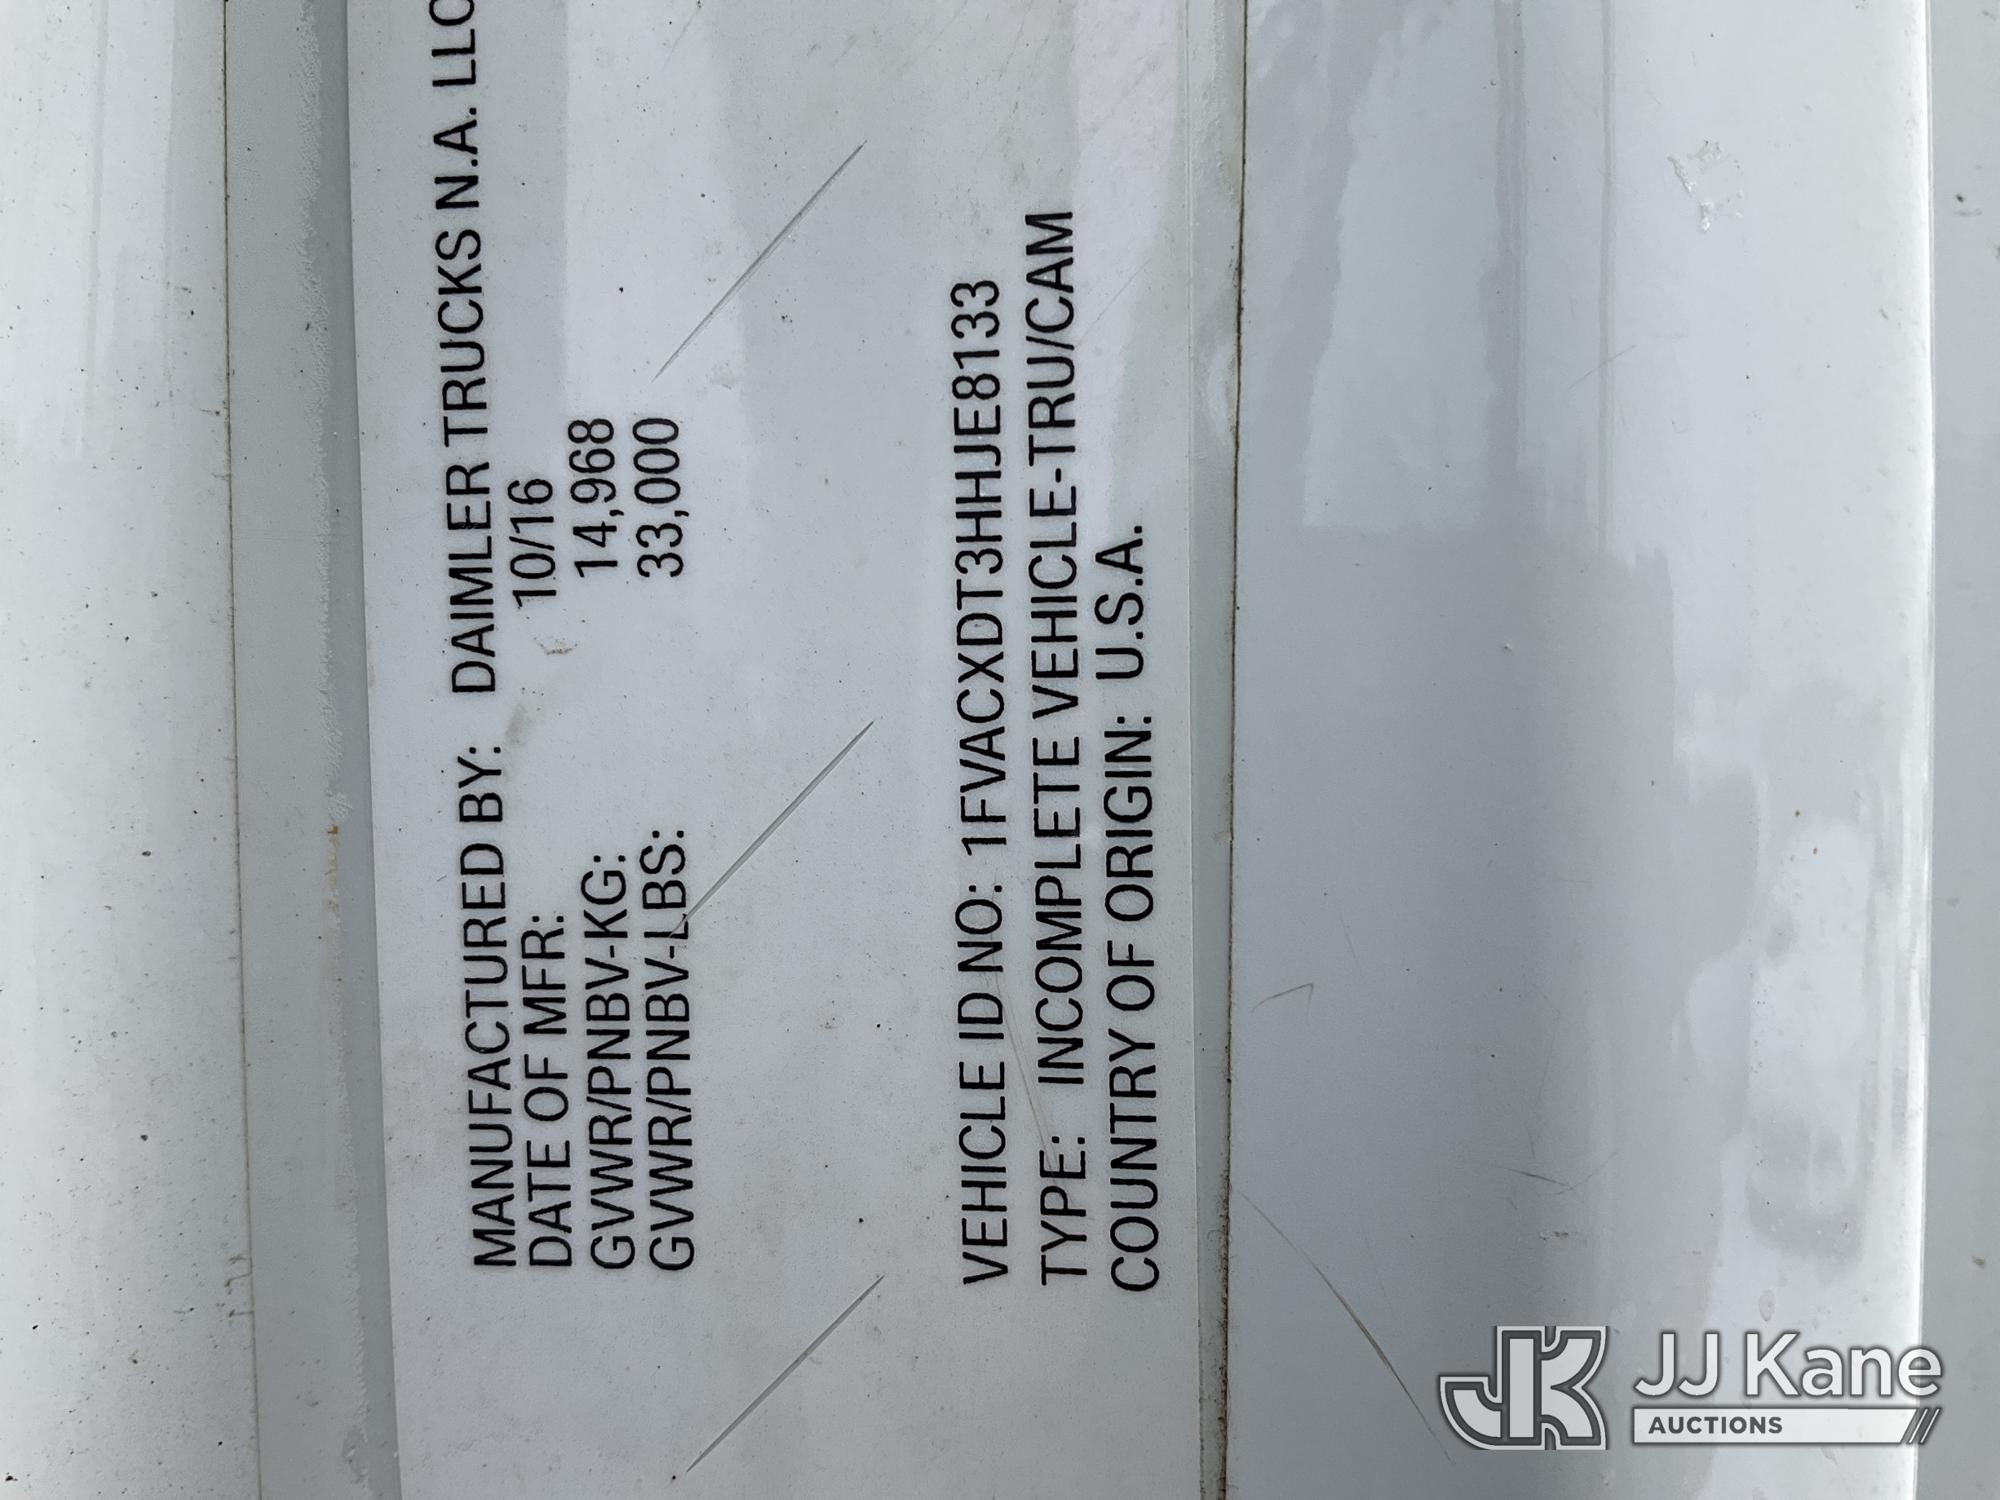 MANUFACTURED BY: DAIMLER TRUCKS N.A. LLC
DATE OF MFR: 10/16
GVWR/PNBV-KG: 14,968
GVWR/PNBV-LBS: 33,000
VEHICLE ID NO: 1FVACXDT3HHJE8133
TYPE: INCOMPLETE VEHICLE-TRU/CAM
COUNTRY OF ORIGIN: U.S.A.
JK JJ Kane
AUCTIONS